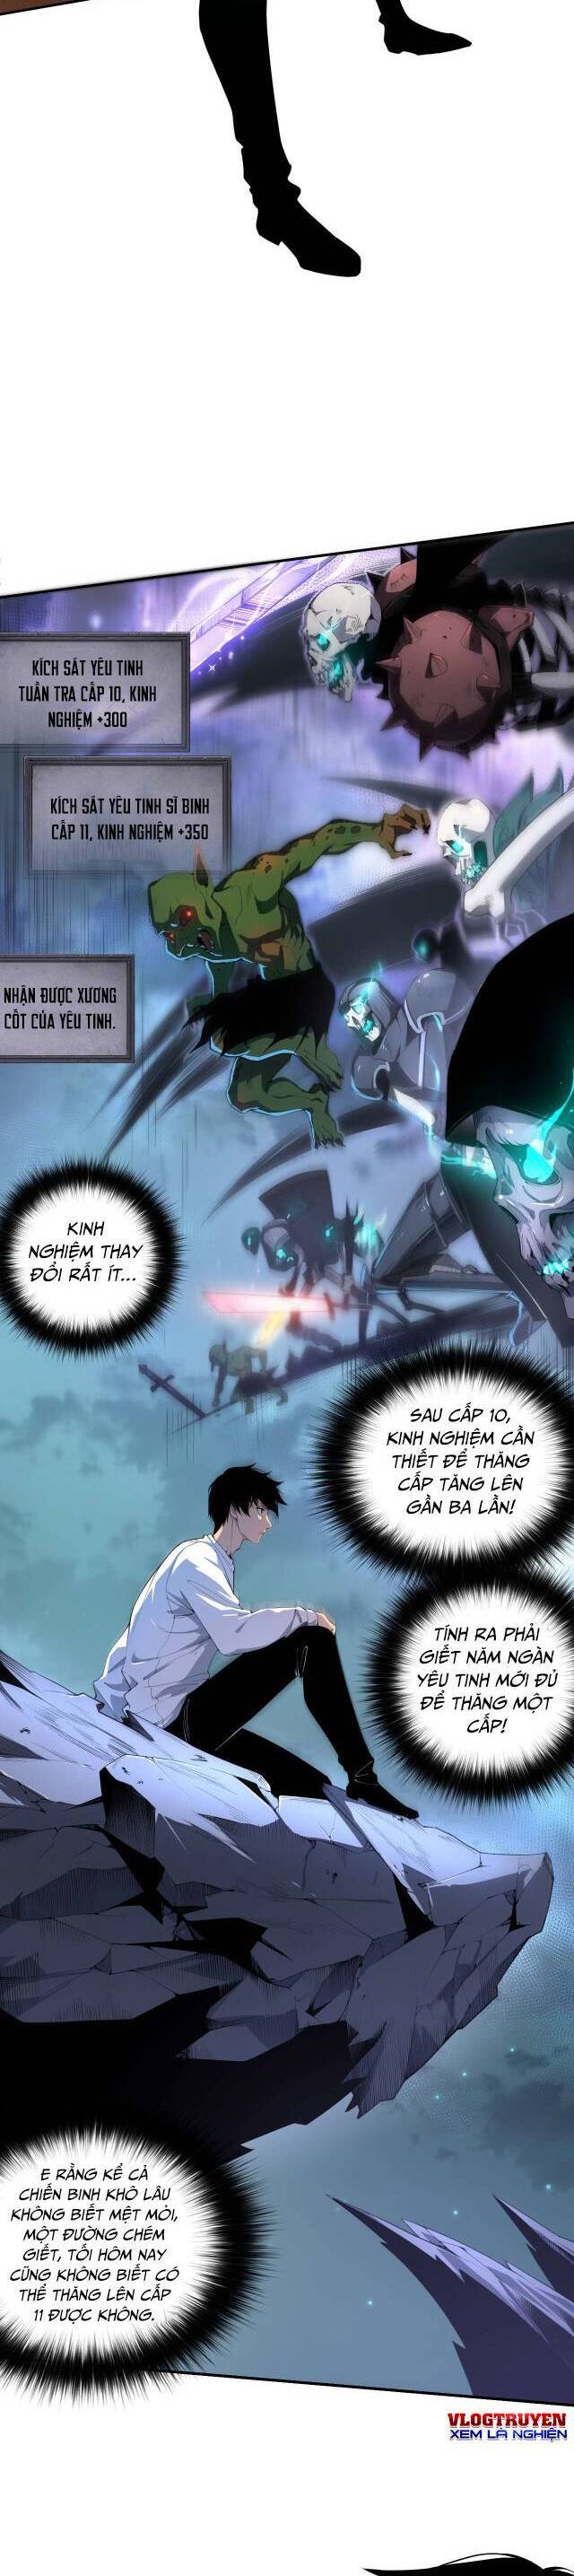 KÍCH SÁT YÊU TINH
TUẦN TRA CẤP 10, KINH
NGHIỆM +300
KÍCH SÁT YÊU TINH SĨ BINH
CẤP 11, KINH NGHIỆM +350
NHẬN ĐƯỢC XƯƠNG
CỐT CỦA YÊU TINH.
KINH
NGHIỆM THAY
ĐỔI RẤT ÍT...
SAU CẤP 10,
KINH NGHIỆM CẦN
THIẾT ĐỂ THĂNG
CẤP TĂNG LÊN
GẦN BA LẦN!
TÍNH RA PHẢI
GIẾT NĂM NGÀN
YÊU TINH MỚI ĐỦ
ĐỂ THĂNG MỘT
CẤP!
E RẰNG KỂ CẢ
CHIẾN BINH KHÔ LÂU
KHÔNG BIẾT MỆT MỎI,
MỘT ĐƯỜNG CHÉM
GIẾT, TỐI HÔM NAY
CŨNG KHÔNG BIẾT CÓ
THỂ THĂNG LÊN CẤP
11 ĐƯỢC KHÔNG.
VLOGTRUYEN
XEM LÀ NGHIỆN